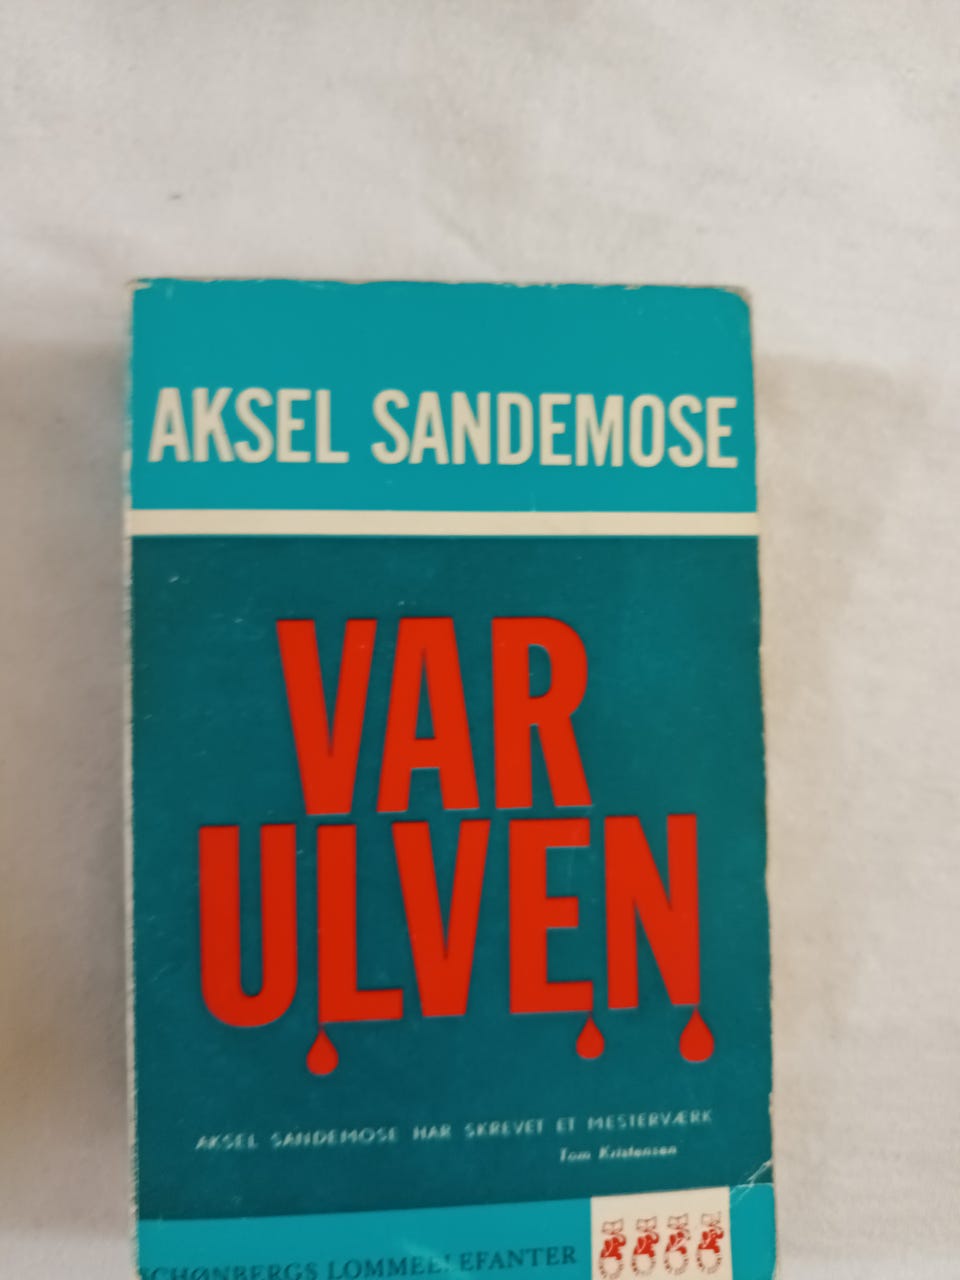 AKSEL SANDEMOSE
VAR
ULVEN
AKSEL SANDEMOSE HAR SKREVET ET MESTERVÆRK
Tom Kristensen
SCHØNBERGS LOMMEELEFANTER